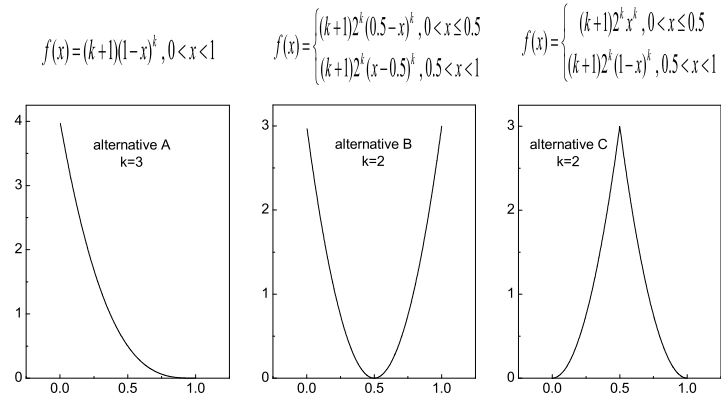 f(x)=(k+1)(1-x)^k ,0<x<1
f(x)={(k+1)2^k(0.5-x)^k ,0<x≤0.5
(k+1)2^k(x-0.5)^k ,0.5<x<1
f(x)={(k+1)2^k x^k ,0<x≤0.5
(k+1)2^k(1-x)^k ,0.5<x<1
alternative A
k=3
4
3
2
1
0
0.0 0.5 1.0
alternative B
k=2
3
2
1
0
0.0 0.5 1.0
alternative C
k=2
3
2
1
0
0.0 0.5 1.0